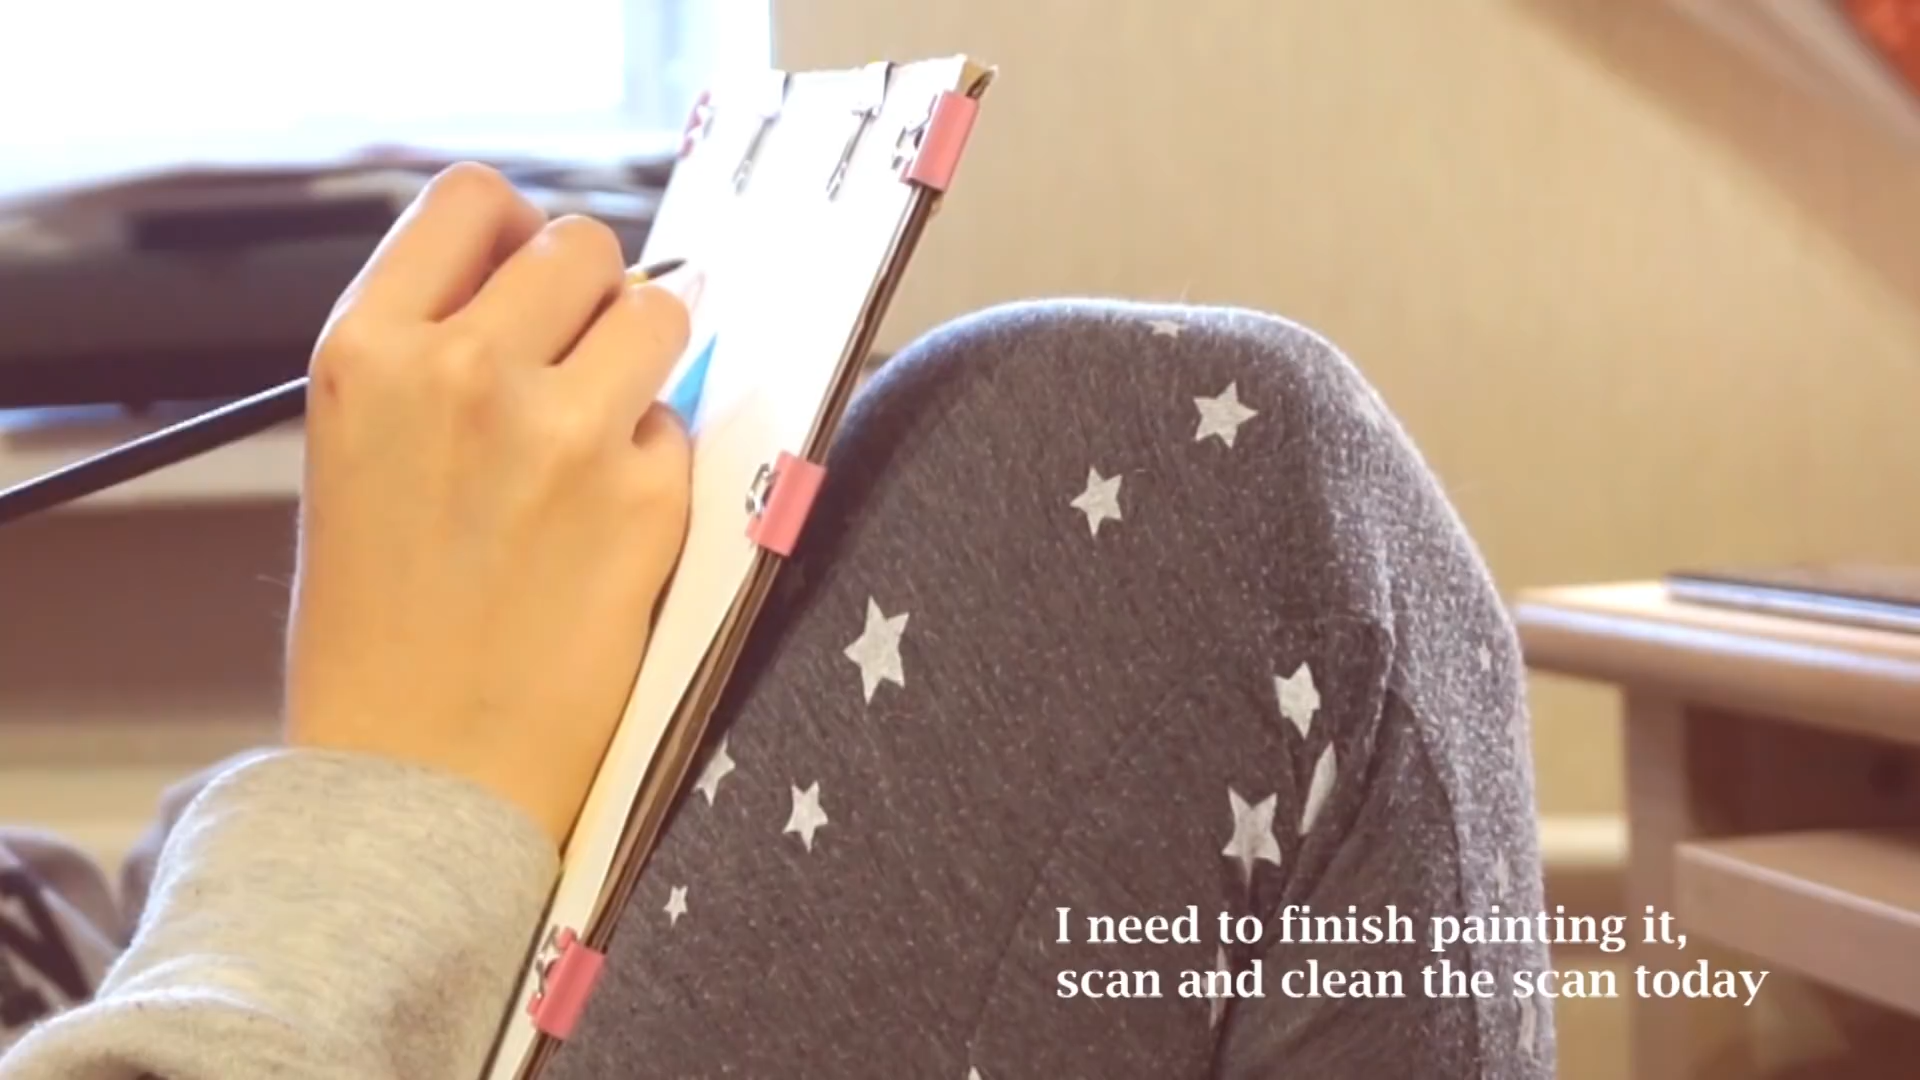 I need to finish painting it,
scan and clean the scan today